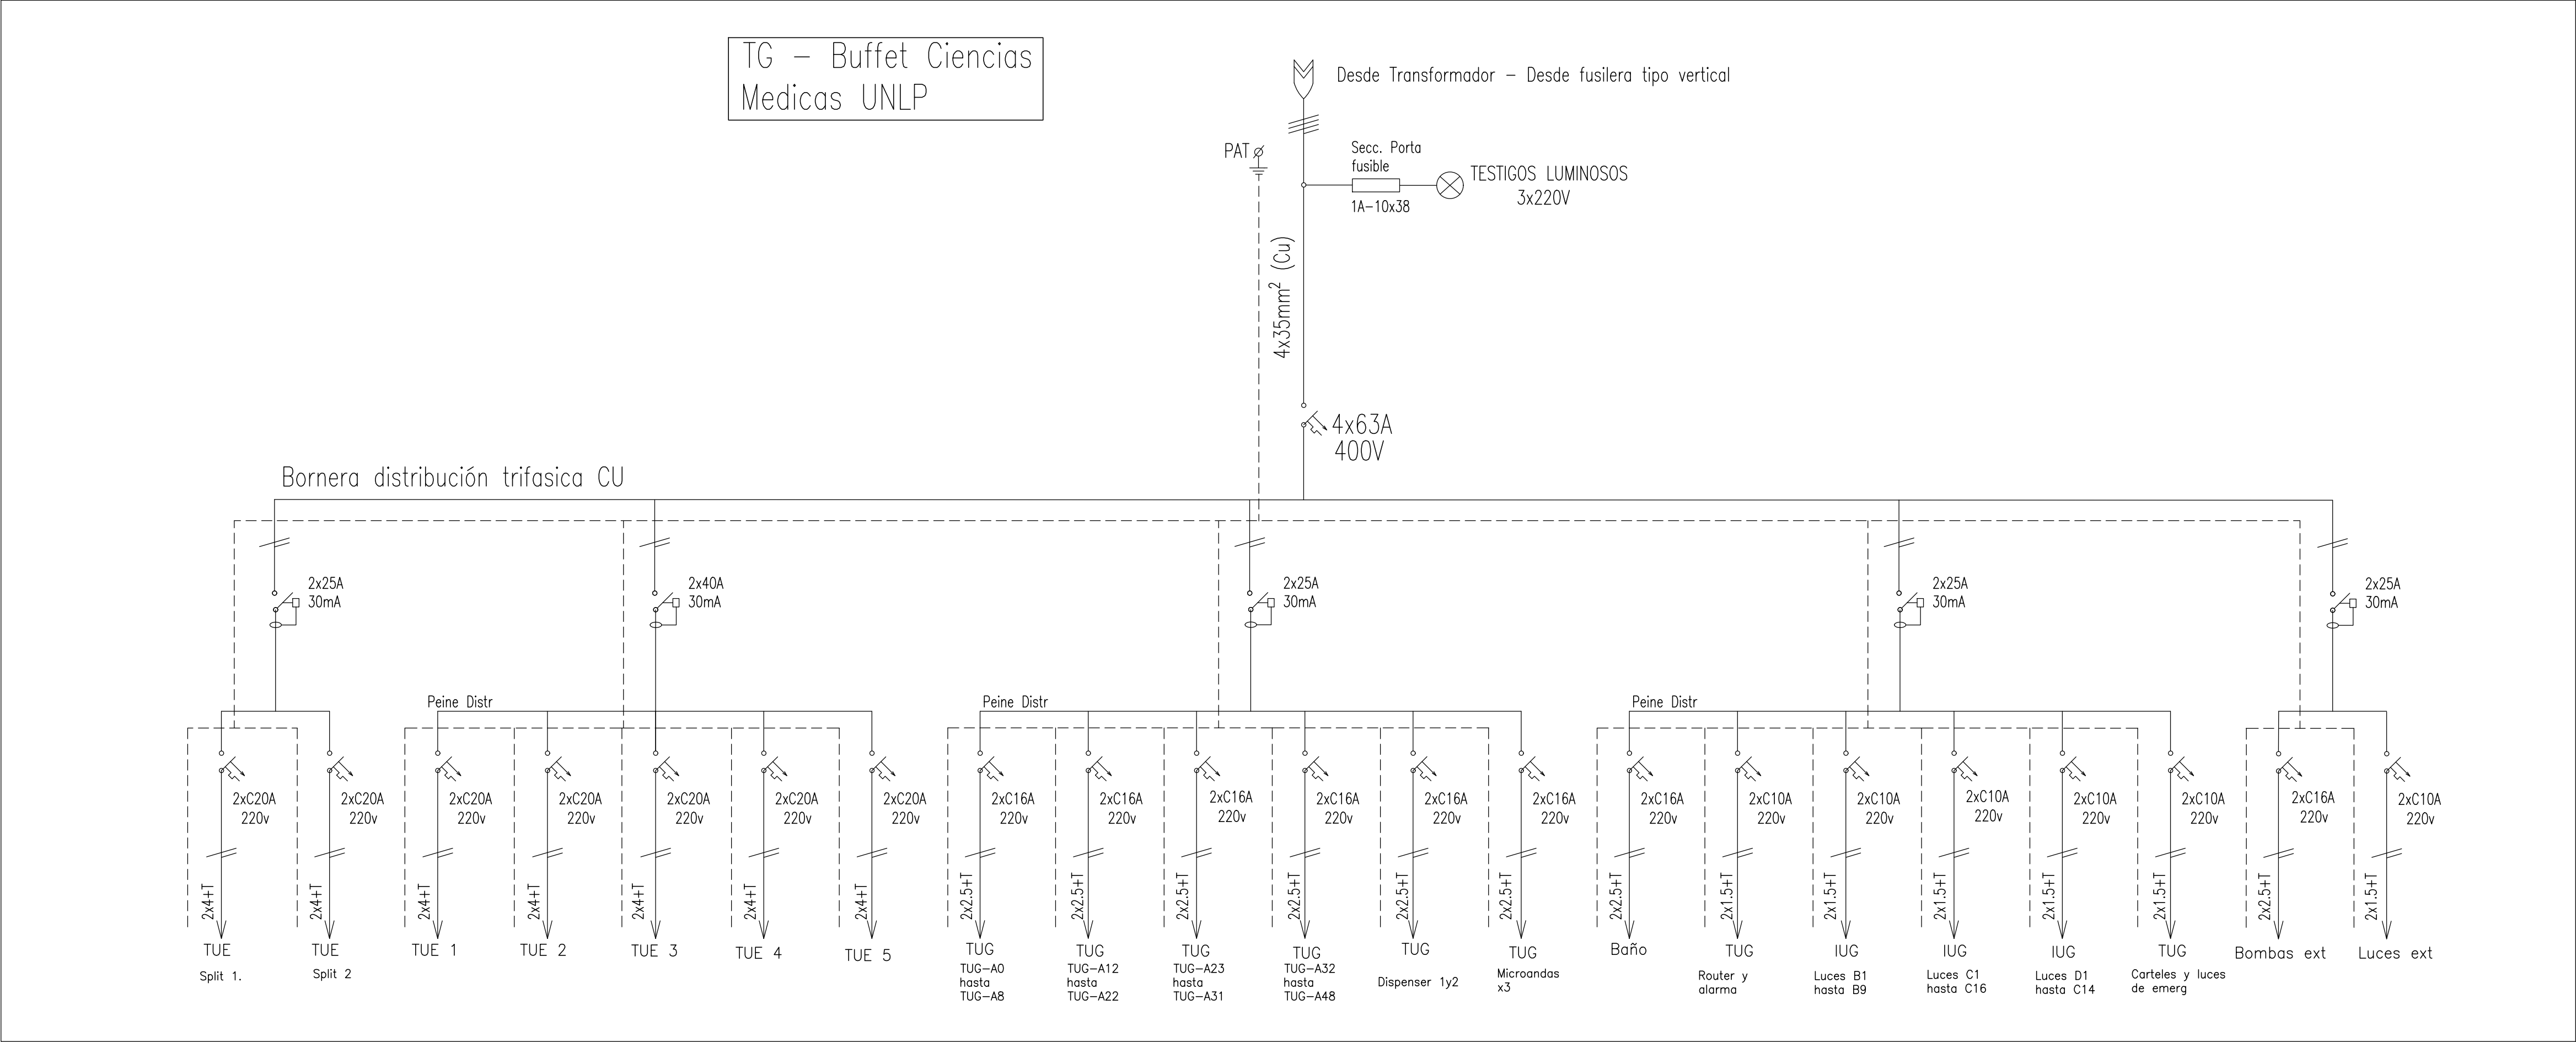 TG - Buffet Ciencias
Medicas UNLP
Desde Transformador - Desde fusilera tipo vertical
PAT
Secc. Porta
fusible
1A-10x38
TESTIGOS LUMINOSOS
3x220V
4x35mm² (Cu)
4x63A
400V
Bornera distribución trifasica CU
2x25A
30mA
2x40A
30mA
2x25A
30mA
2x25A
30mA
2x25A
30mA
Peine Distr
Peine Distr
Peine Distr
2xC20A
220v
2x4+T
TUE
Split 1.
2xC20A
220v
2x4+T
TUE
Split 2
2xC20A
220v
2x4+T
TUE 1
2xC20A
220v
2x4+T
TUE 2
2xC20A
220v
2x4+T
TUE 3
2xC20A
220v
2x4+T
TUE 4
2xC20A
220v
2x4+T
TUE 5
2xC16A
220v
2x2.5+T
TUG
TUG-A0
hasta
TUG-A8
2xC16A
220v
2x2.5+T
TUG
TUG-A12
hasta
TUG-A22
2xC16A
220v
2x2.5+T
TUG
TUG-A23
hasta
TUG-A31
2xC16A
220v
2x2.5+T
TUG
TUG-A32
hasta
TUG-A48
2xC16A
220v
2x2.5+T
TUG
Dispenser 1y2
2xC16A
220v
2x2.5+T
TUG
Microandas
x3
2xC16A
220v
2x2.5+T
Baño
2xC10A
220v
2x1.5+T
TUG
Router y
alarma
2xC10A
220v
2x1.5+T
IUG
Luces B1
hasta B9
2xC10A
220v
2x1.5+T
IUG
Luces C1
hasta C16
2xC10A
220v
2x1.5+T
IUG
Luces D1
hasta C14
2xC10A
220v
2x1.5+T
TUG
Carteles y luces
de emerg
2xC16A
220v
2x2.5+T
Bombas ext
2xC10A
220v
2x1.5+T
Luces ext